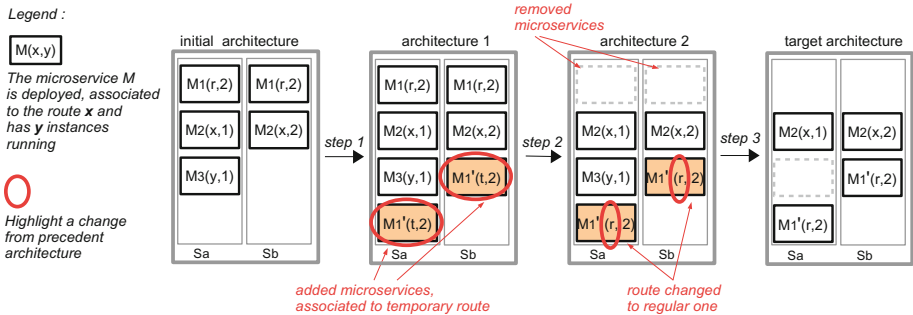 Legend :
M(x,y)
The microservice M
is deployed, associated
to the route x and
has y instances
running
Highlight a change
from precedent
architecture
initial architecture
M1(r,2) M1(r,2)
M2(x,1) M2(x,2)
M3(y,1)
Sa Sb
step 1
architecture 1
M1(r,2) M1(r,2)
M2(x,1) M2(x,2)
M3(y,1) M1'(t,2)
M1'(t,2)
Sa Sb
added microservices,
associated to temporary route
step 2
removed
microservices
architecture 2
M2(x,1) M2(x,2)
M3(y,1) M1'(r,2)
M1'(r,2)
Sa Sb
route changed
to regular one
step 3
target architecture
M2(x,1) M2(x,2)
M1'(r,2)
M1'(r,2)
Sa Sb